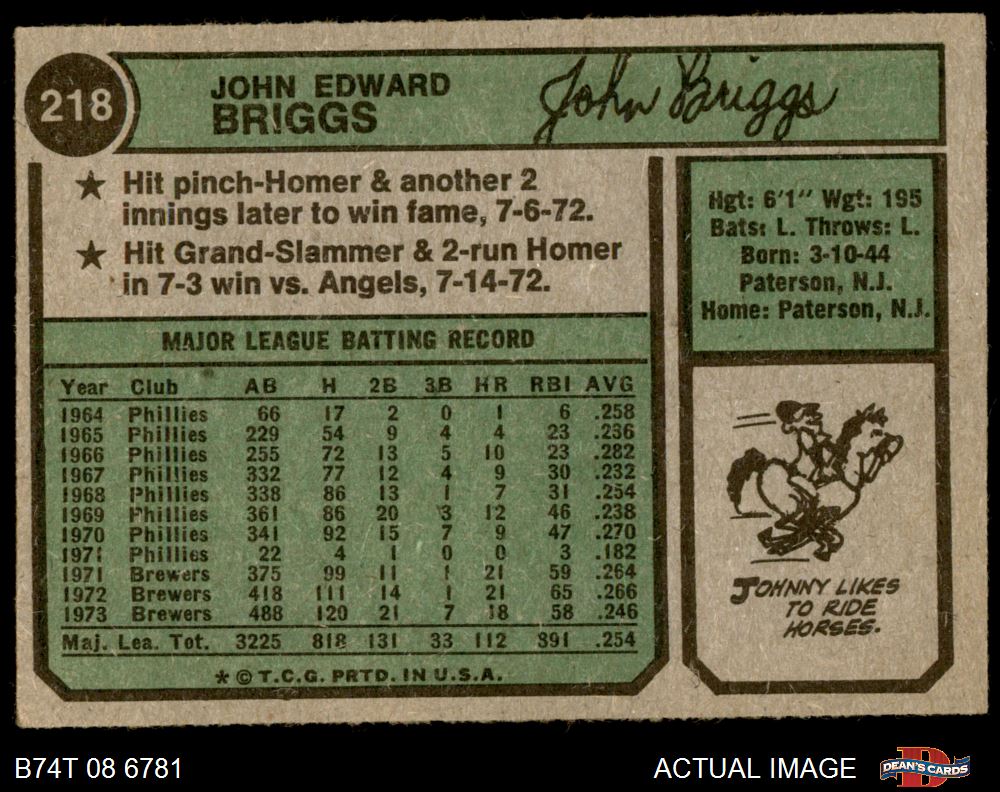 218
JOHN EDWARD
BRIGGS
John Briggs
★ Hit pinch-Homer & another 2
innings later to win fame, 7-6-72.
★ Hit Grand-Slammer & 2-run Homer
in 7-3 win vs. Angels, 7-14-72.
MAJOR LEAGUE BATTING RECORD
Year Club AB H 2B 3B HR RBI AVG
1964 Phillies 66 17 2 0 1 6 .258
1965 Phillies 229 54 9 4 4 23 .236
1966 Phillies 255 72 13 5 10 23 .282
1967 Phillies 332 77 12 4 9 30 .232
1968 Phillies 338 86 13 1 7 31 .254
1969 Phillies 361 86 20 3 12 46 .238
1970 Phillies 341 92 15 7 9 47 .270
1971 Phillies 22 4 1 0 0 3 .182
1971 Brewers 375 99 11 1 21 59 .264
1972 Brewers 418 111 14 1 21 65 .266
1973 Brewers 488 120 21 7 18 58 .246
Maj. Lea. Tot. 3225 818 131 33 112 391 .254
* © T.C.G. PRTD. IN U.S.A.
Hgt: 6'1" Wgt: 195
Bats: L. Throws: L.
Born: 3-10-44
Paterson, N.J.
Home: Paterson, N.J.
JOHNNY LIKES
TO RIDE
HORSES.
B74T 08 6781
ACTUAL IMAGE
D
DEAN'S CARDS